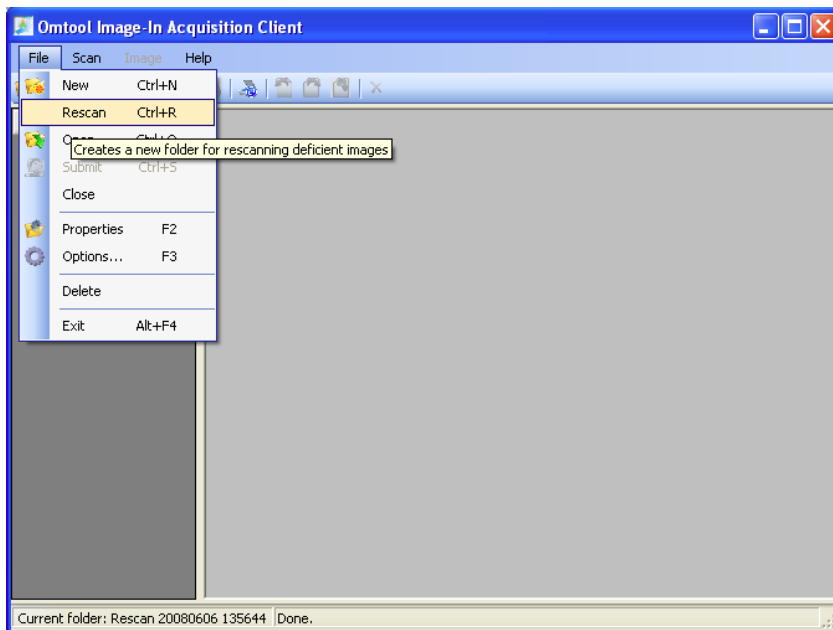 Omtool Image-In Acquisition Client
File Scan Image Help
New Ctrl+N
Rescan Ctrl+R
Creates a new folder for rescanning deficient images
Submit Ctrl+S
Close
Properties F2
Options... F3
Delete
Exit Alt+F4
Current folder: Rescan 20080606 135644 Done.